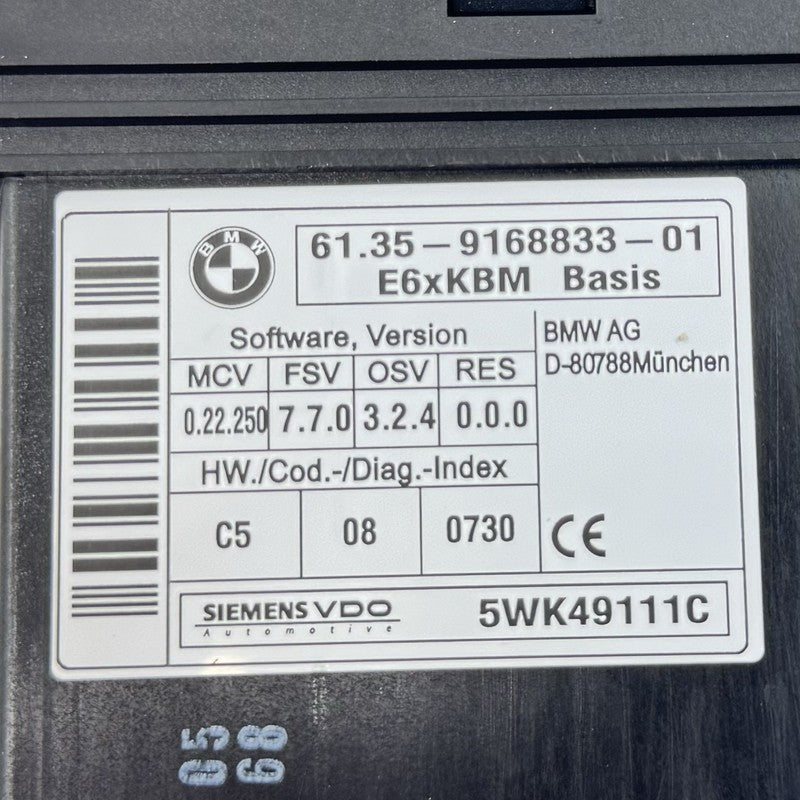 BMW
61.35-9168833-01
E6xKBM Basis
Software, Version
MCV FSV OSV RES
0.22.250 7.7.0 3.2.4 0.0.0
BMW AG
D-80788München
HW./Cod.-/Diag.-Index
C5 08 0730
CE
SIEMENS VDO
Automotive
5WK49111C
05
68